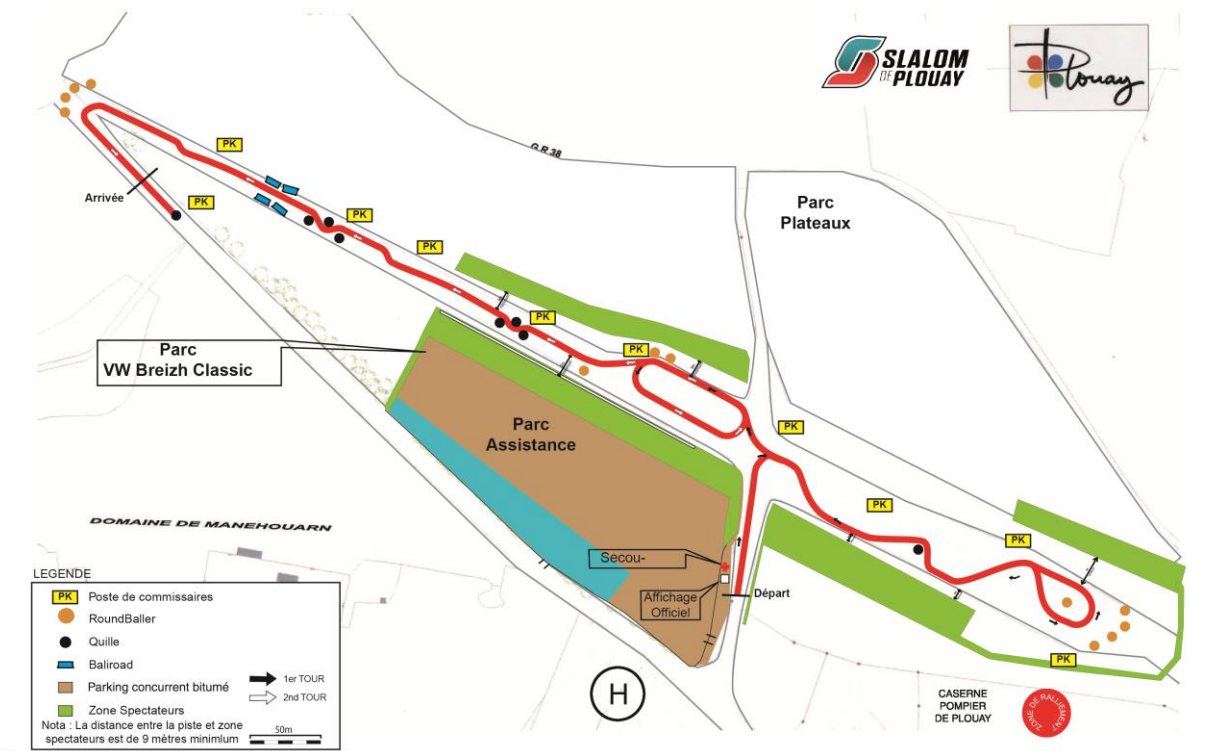 SLALOM
DE PLOUAY
Plouay
G.R 38
PK
Parc
Plateaux
PK
Arrivée
PK
PK
PK
PK
PK
Parc
VW Breizh Classic
Parc
Assistance
PK
PK
PK
DOMAINE DE MANEHOUARN
Secou-
Affichage
Officiel
Départ
PK
LEGENDE
PK Poste de commissaires
RoundBaller
Quille
Baliroad
Parking concurrent bitumé
Zone Spectateurs
1er TOUR
2nd TOUR
Nota : La distance entre la piste et zone
spectateurs est de 9 mètres minimlum
50m
H
CASERNE
POMPIER
DE PLOUAY
ZONE DE RALLIEMENT